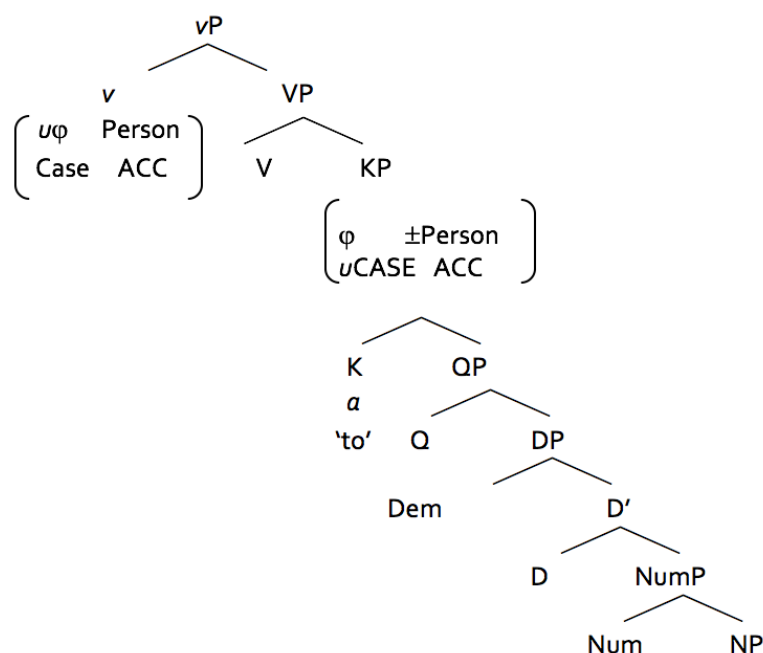 vP
v VP
uφ Person
Case ACC
V KP
φ ±Person
uCASE ACC
K QP
a
‘to’ Q DP
Dem D′
D NumP
Num NP